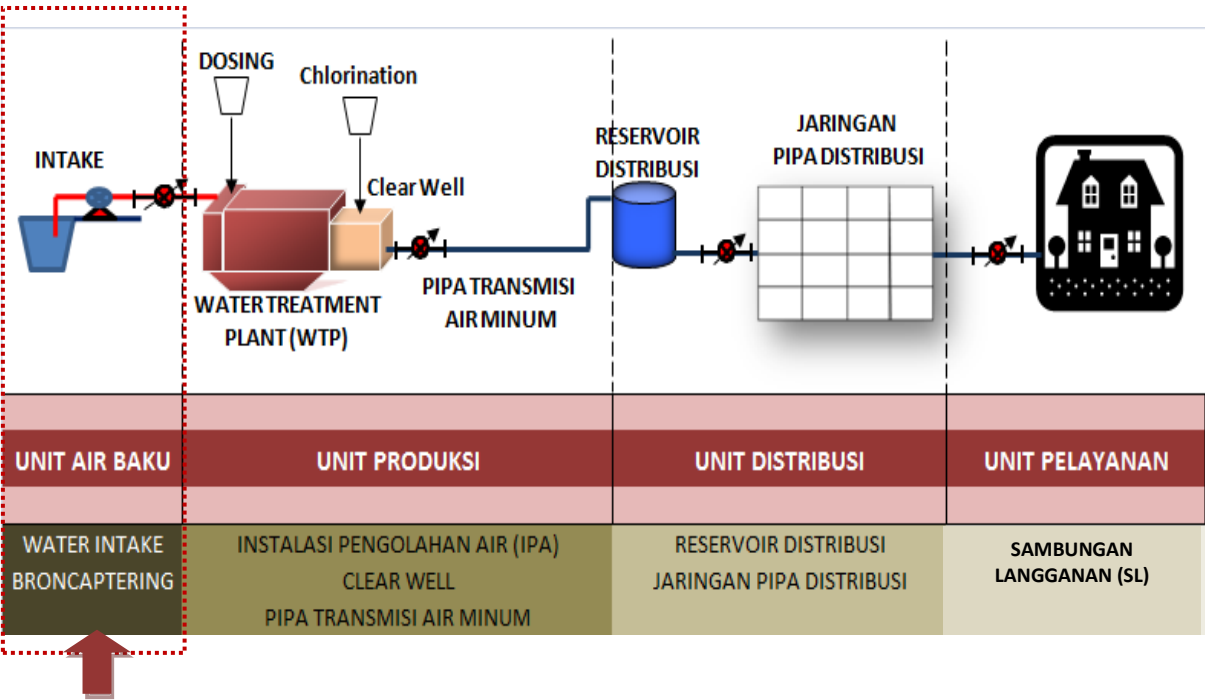 DOSING
Chlorination
INTAKE
Clear Well
WATER TREATMENT
PLANT (WTP)
PIPA TRANSMISI
AIR MINUM
RESERVOIR
DISTRIBUSI
JARINGAN
PIPA DISTRIBUSI
UNIT AIR BAKU
UNIT PRODUKSI
UNIT DISTRIBUSI
UNIT PELAYANAN
WATER INTAKE
BRONCAPTERING
INSTALASI PENGOLAHAN AIR (IPA)
CLEAR WELL
PIPA TRANSMISI AIR MINUM
RESERVOIR DISTRIBUSI
JARINGAN PIPA DISTRIBUSI
SAMBUNGAN
LANGGANAN (SL)